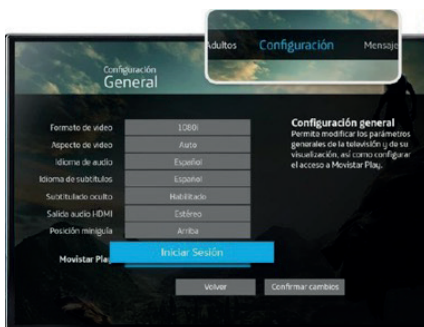 Adultos Configuración Mensaje
Configuración
General
Formato de video 1080i
Aspecto de video Auto
Idioma de audio Español
Idioma de subtítulos Español
Subtitulado oculto Habilitado
Salida audio HDMI Estéreo
Posición miniguía Arriba
Movistar Play Iniciar Sesión
Volver Confirmar cambios
Configuración general
Permite modificar los parámetros
generales de la televisión y de su
visualización, así como configurar
el acceso a Movistar Play.